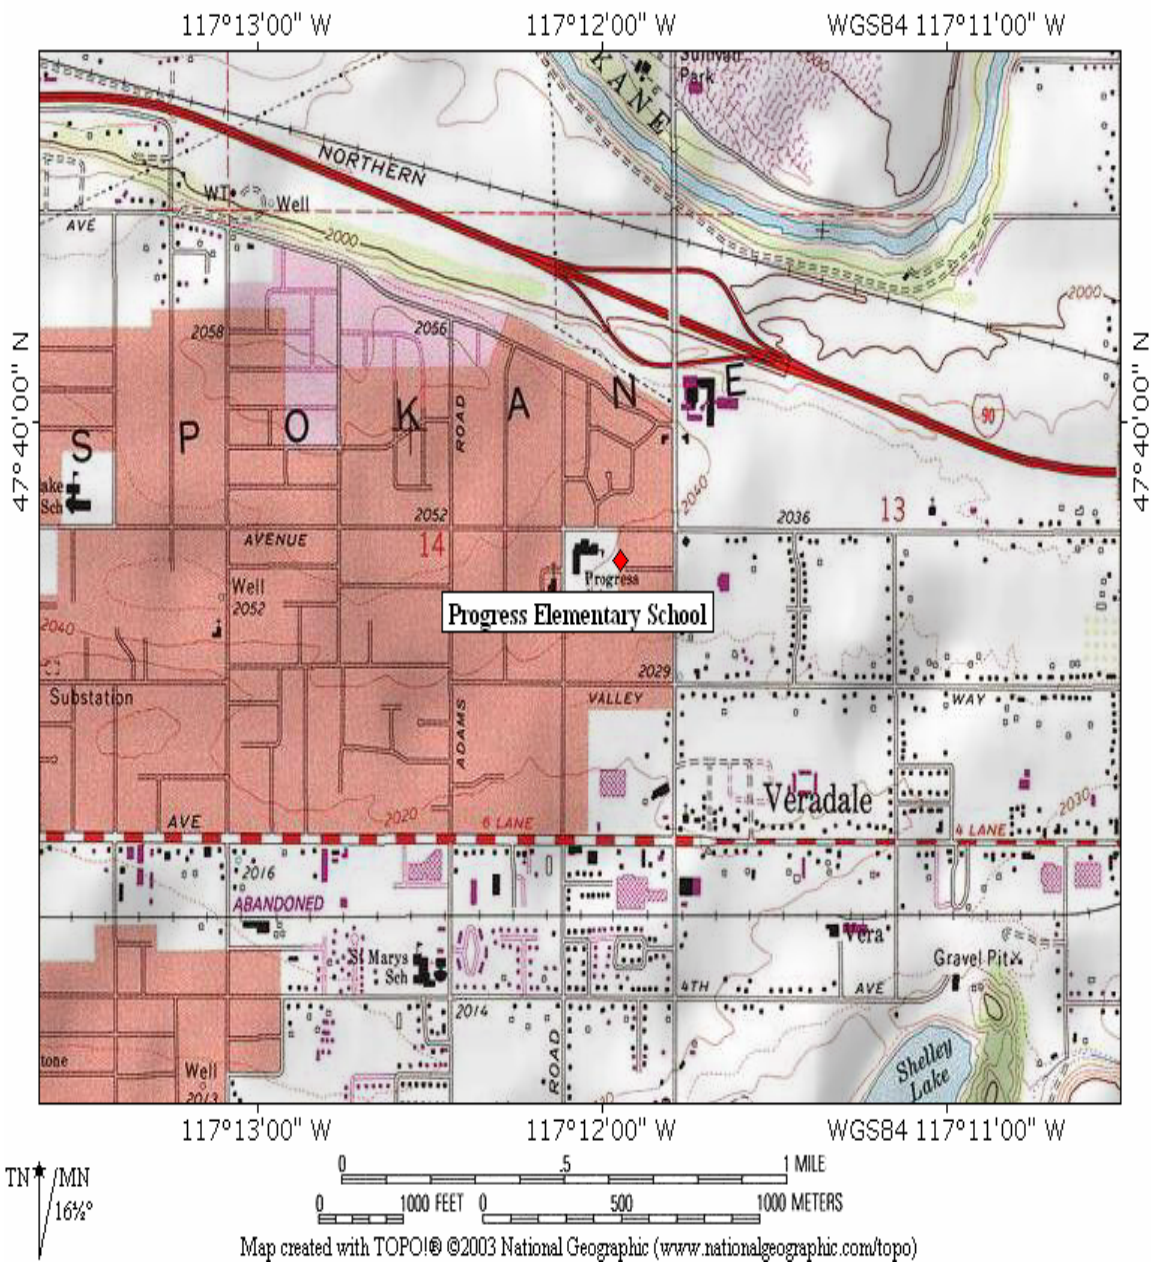 117°13'00" W 117°12'00" W WGS84 117°11'00" W
Sullivan
Park
KANE
NORTHERN
WT
Well
AVE
2000
2000
2058
2056
47°40'00" N
47°40'00" N
SPOKANE
ROAD
90
ake
Sch
2040
2052
2036
13
AVENUE
14
Well
2052
Progress
Progress Elementary School
2040
2029
Substation
VALLEY
WAY
ADAMS
Veradale
2030
AVE
2020
6 LANE
4 LANE
2016
ABANDONED
Vera
St Marys
Sch
Gravel Pit
4TH
AVE
2014
ROAD
tone
Well
2013
Shelley
Lake
117°13'00" W 117°12'00" W WGS84 117°11'00" W
TN MN
16½°
0 .5 1 MILE
0 1000 FEET 0 500 1000 METERS
Map created with TOPO!® ©2003 National Geographic (www.nationalgeographic.com/topo)